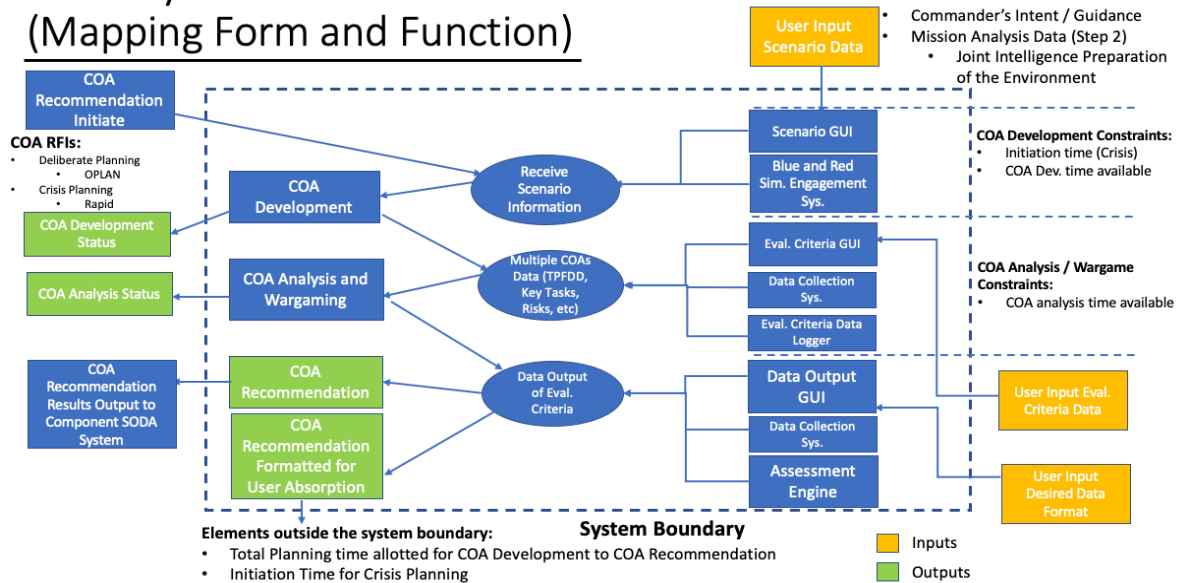 (Mapping Form and Function)
User Input
Scenario Data
• Commander's Intent / Guidance
• Mission Analysis Data (Step 2)
• Joint Intelligence Preparation
of the Environment
COA
Recommendation
Initiate
COA RFIs:
• Deliberate Planning
• OPLAN
• Crisis Planning
• Rapid
COA Development
Status
COA Analysis Status
COA
Recommendation
Results Output to
Component SODA
System
COA
Development
COA Analysis and
Wargaming
COA
Recommendation
COA
Recommendation
Formatted for
User Absorption
Receive
Scenario
Information
Multiple COAs
Data (TPFDD,
Key Tasks,
Risks, etc)
Data Output
of Eval.
Criteria
Scenario GUI
Blue and Red
Sim. Engagement
Sys.
Eval. Criteria GUI
Data Collection
Sys.
Eval. Criteria Data
Logger
Data Output
GUI
Data Collection
Sys.
Assessment
Engine
COA Development Constraints:
• Initiation time (Crisis)
• COA Dev. time available
COA Analysis / Wargame
Constraints:
• COA analysis time available
User Input Eval.
Criteria Data
User Input
Desired Data
Format
System Boundary
Elements outside the system boundary:
• Total Planning time allotted for COA Development to COA Recommendation
• Initiation Time for Crisis Planning
Inputs
Outputs